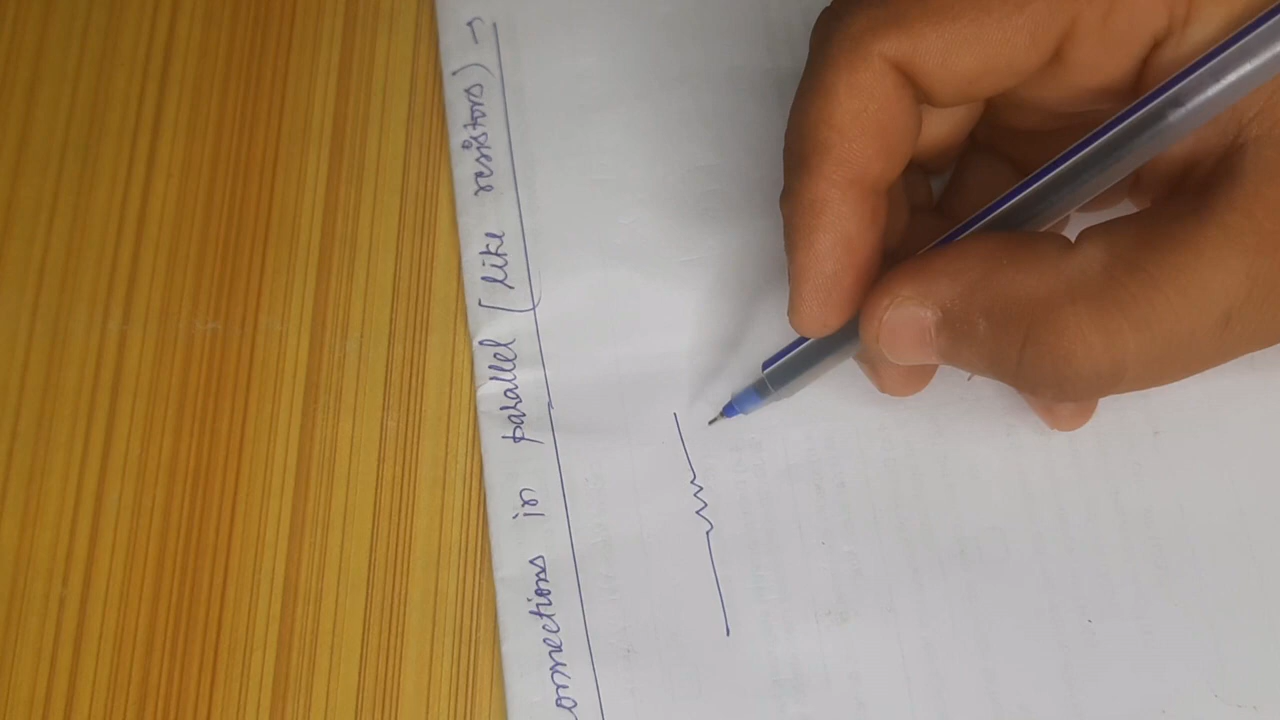 onnections in parallel (like resistors) →